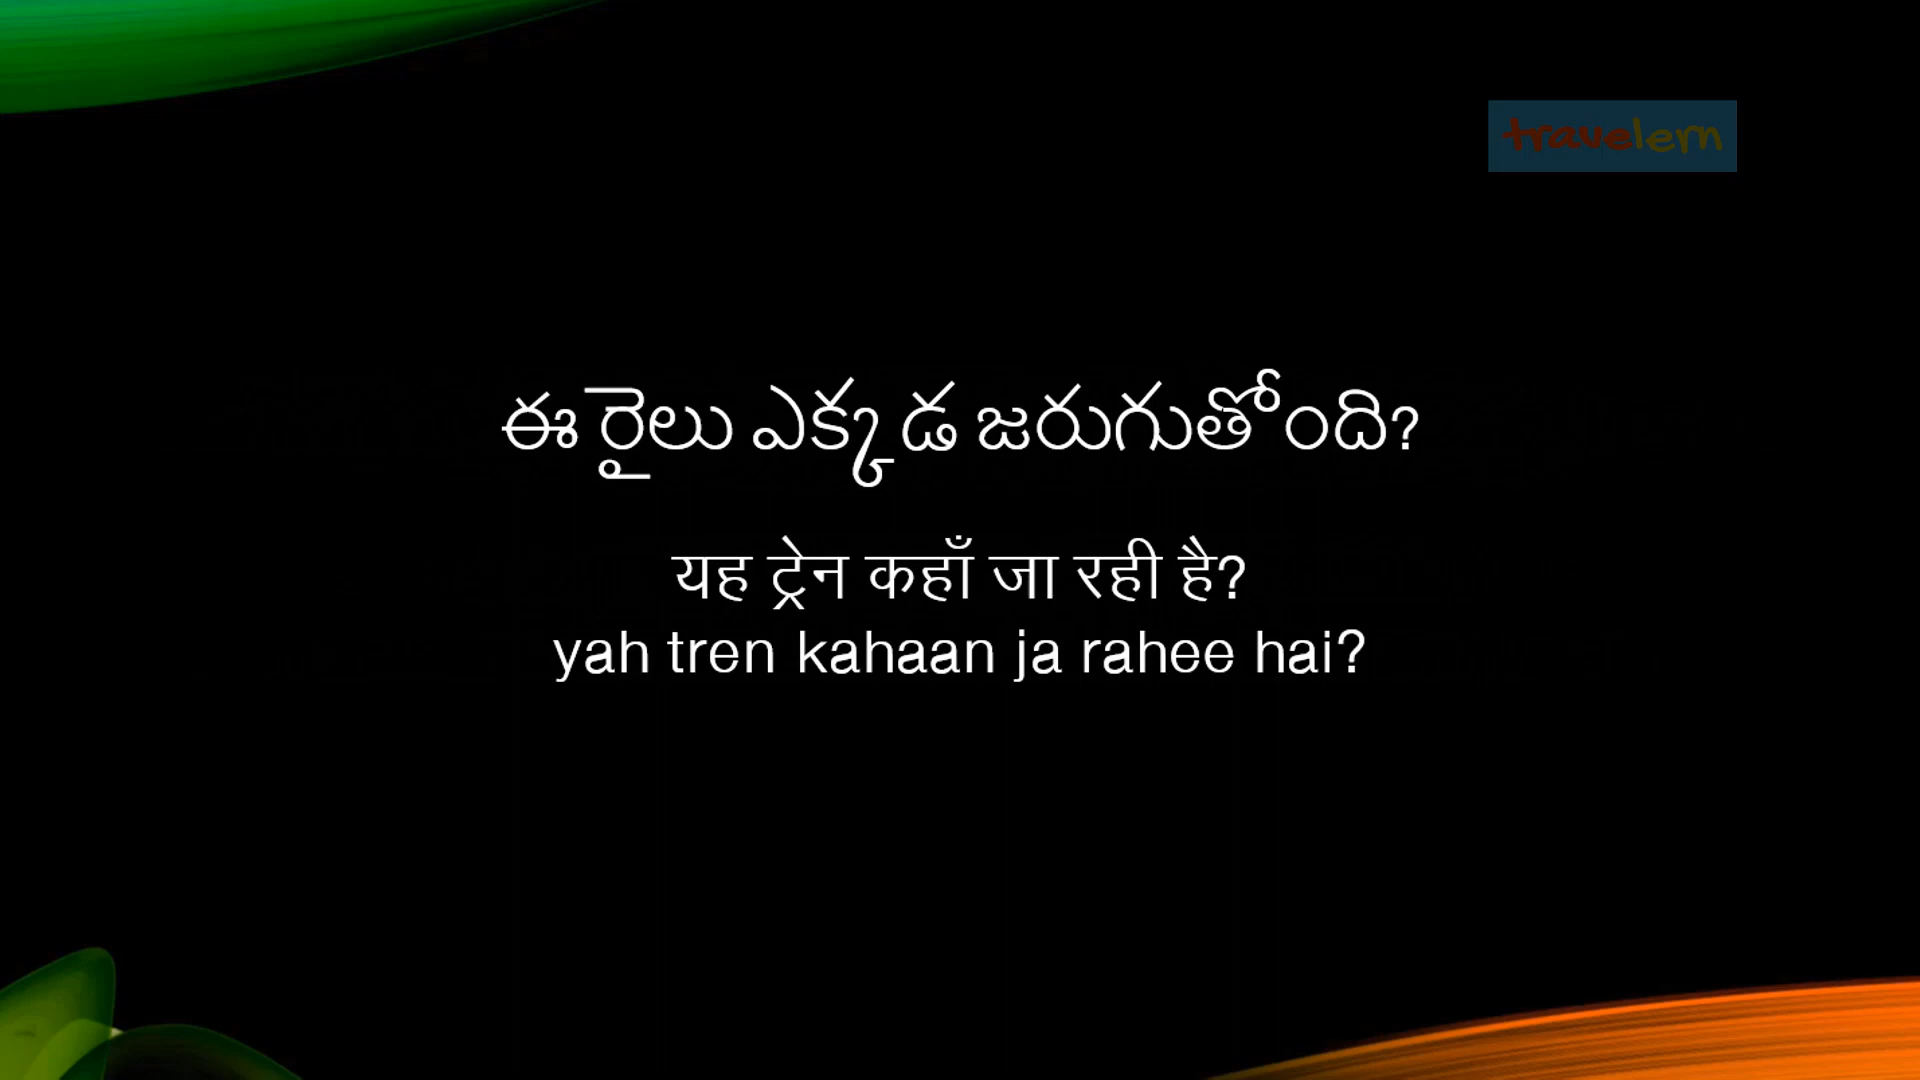 travelern
ఈ రైలు ఎక్కడ జరుగుతోంది?
यह ट्रेन कहाँ जा रही है?
yah tren kahaan ja rahee hai?